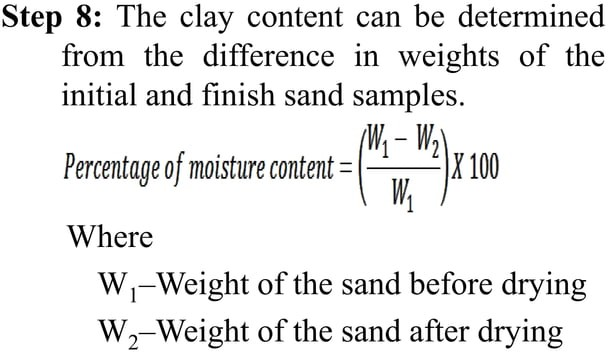 Step 8: The clay content can be determined
from the difference in weights of the
initial and finish sand samples.
Percentage of moisture content = ((W₁ – W₂)/W₁) X 100
Where
W₁–Weight of the sand before drying
W₂–Weight of the sand after drying